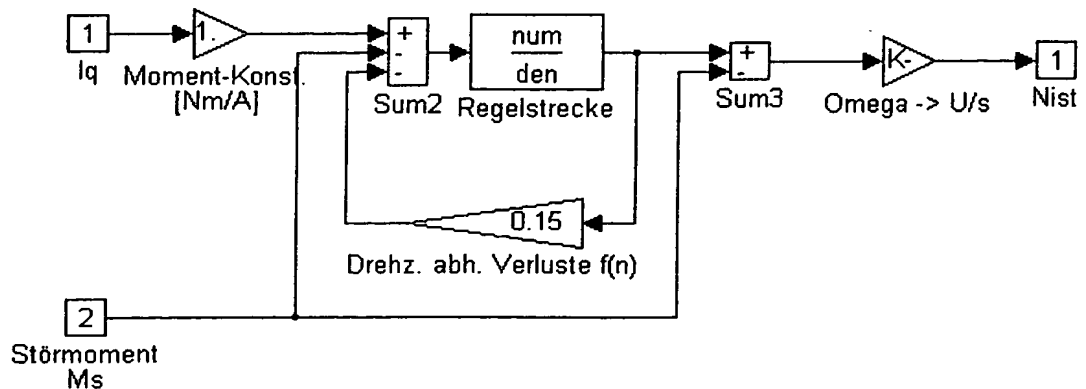 1
Iq
1.
Moment-Konst.
[Nm/A]
+
-
-
Sum2
num
den
Regelstrecke
+
-
Sum3
K-
Omega -> U/s
1
Nist
0.15
Drehz. abh. Verluste f(n)
2
Störmoment
Ms